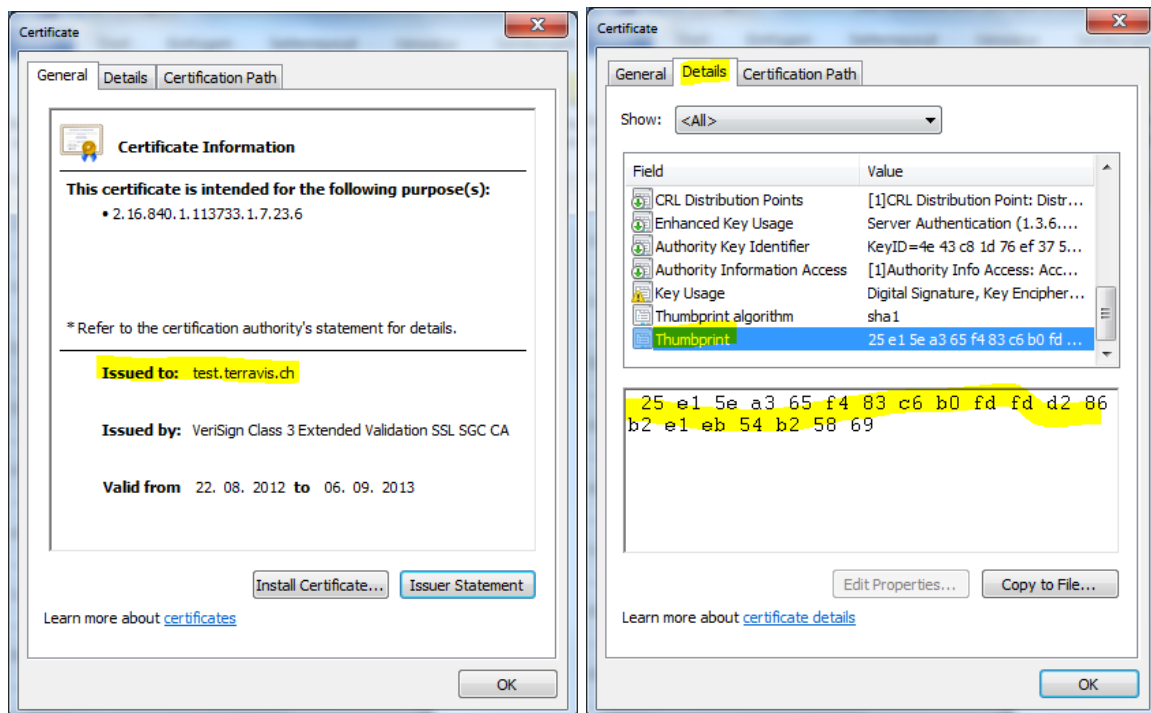 Certificate
General Details Certification Path
Certificate Information
This certificate is intended for the following purpose(s):
• 2.16.840.1.113733.1.7.23.6
* Refer to the certification authority's statement for details.
Issued to: test.terravis.ch
Issued by: VeriSign Class 3 Extended Validation SSL SGC CA
Valid from 22. 08. 2012 to 06. 09. 2013
Install Certificate... Issuer Statement
Learn more about certificates
OK
Certificate
General Details Certification Path
Show: <All>
Field Value
CRL Distribution Points [1]CRL Distribution Point: Distr...
Enhanced Key Usage Server Authentication (1.3.6....
Authority Key Identifier KeyID=4e 43 c8 1d 76 ef 37 5...
Authority Information Access [1]Authority Info Access: Acc...
Key Usage Digital Signature, Key Encipher...
Thumbprint algorithm sha1
Thumbprint 25 e1 5e a3 65 f4 83 c6 b0 fd ...
25 e1 5e a3 65 f4 83 c6 b0 fd fd d2 86
b2 e1 eb 54 b2 58 69
Edit Properties... Copy to File...
Learn more about certificate details
OK